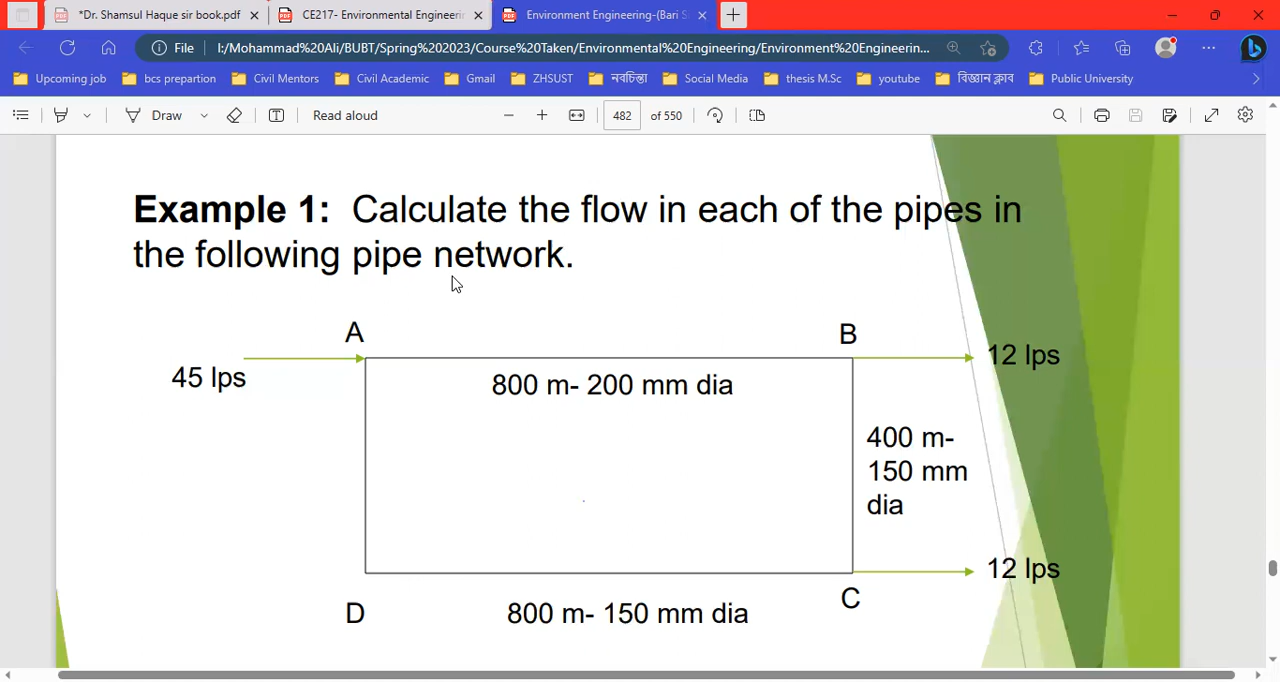 *Dr. Shamsul Haque sir book.pdf
CE217- Environmental Engineerin
Environment Engineering-(Bari S
File
I:/Mohammad%20Ali/BUBT/Spring%202023/Course%20Taken/Environmental%20Engineering/Environment%20Engineerin...
Upcoming job
bcs prepartion
Civil Mentors
Civil Academic
Gmail
ZHSUST
নবচিন্তা
Social Media
thesis M.Sc
youtube
বিজ্ঞান ক্লাব
Public University
Draw
Read aloud
482
of 550
Example 1: Calculate the flow in each of the pipes in
the following pipe network.
A
B
45 lps
12 lps
800 m- 200 mm dia
400 m-
150 mm
dia
12 lps
D
800 m- 150 mm dia
C